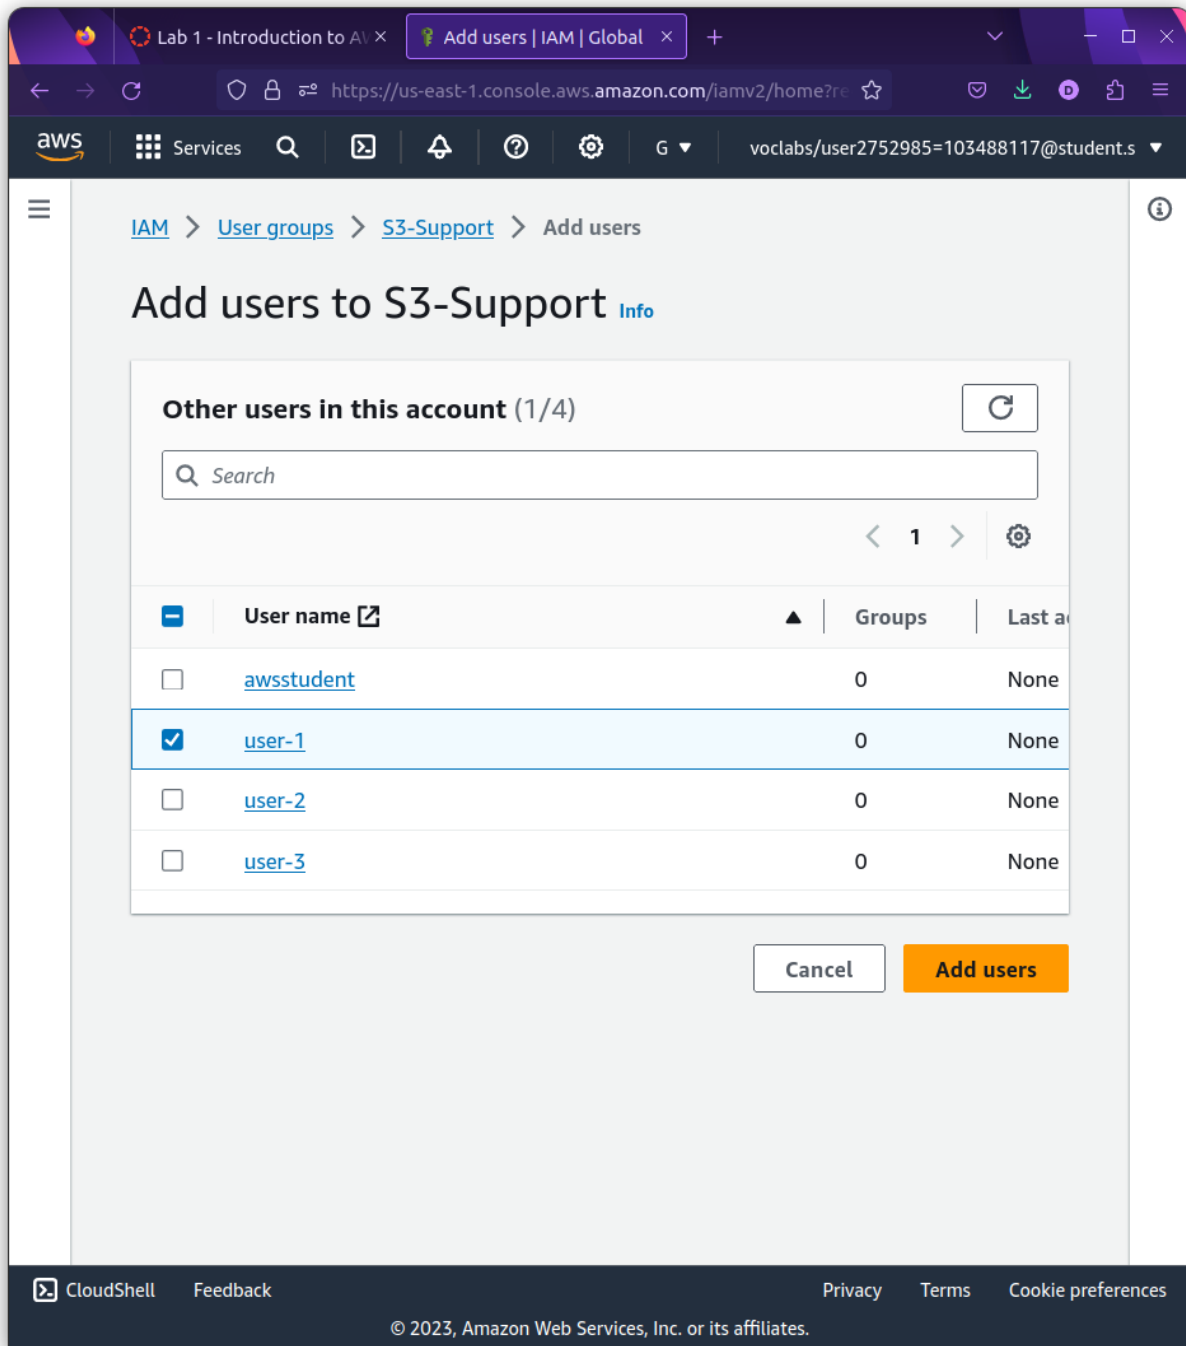 Lab 1 - Introduction to AW
Add users | IAM | Global
https://us-east-1.console.aws.amazon.com/iamv2/home?re
D
aws
Services
G
voclabs/user2752985=103488117@student.s
IAM > User groups > S3-Support > Add users
Add users to S3-Support Info
Other users in this account (1/4)
Search
1
User name
Groups
Last a
awsstudent
0
None
user-1
0
None
user-2
0
None
user-3
0
None
Cancel
Add users
CloudShell
Feedback
Privacy
Terms
Cookie preferences
© 2023, Amazon Web Services, Inc. or its affiliates.